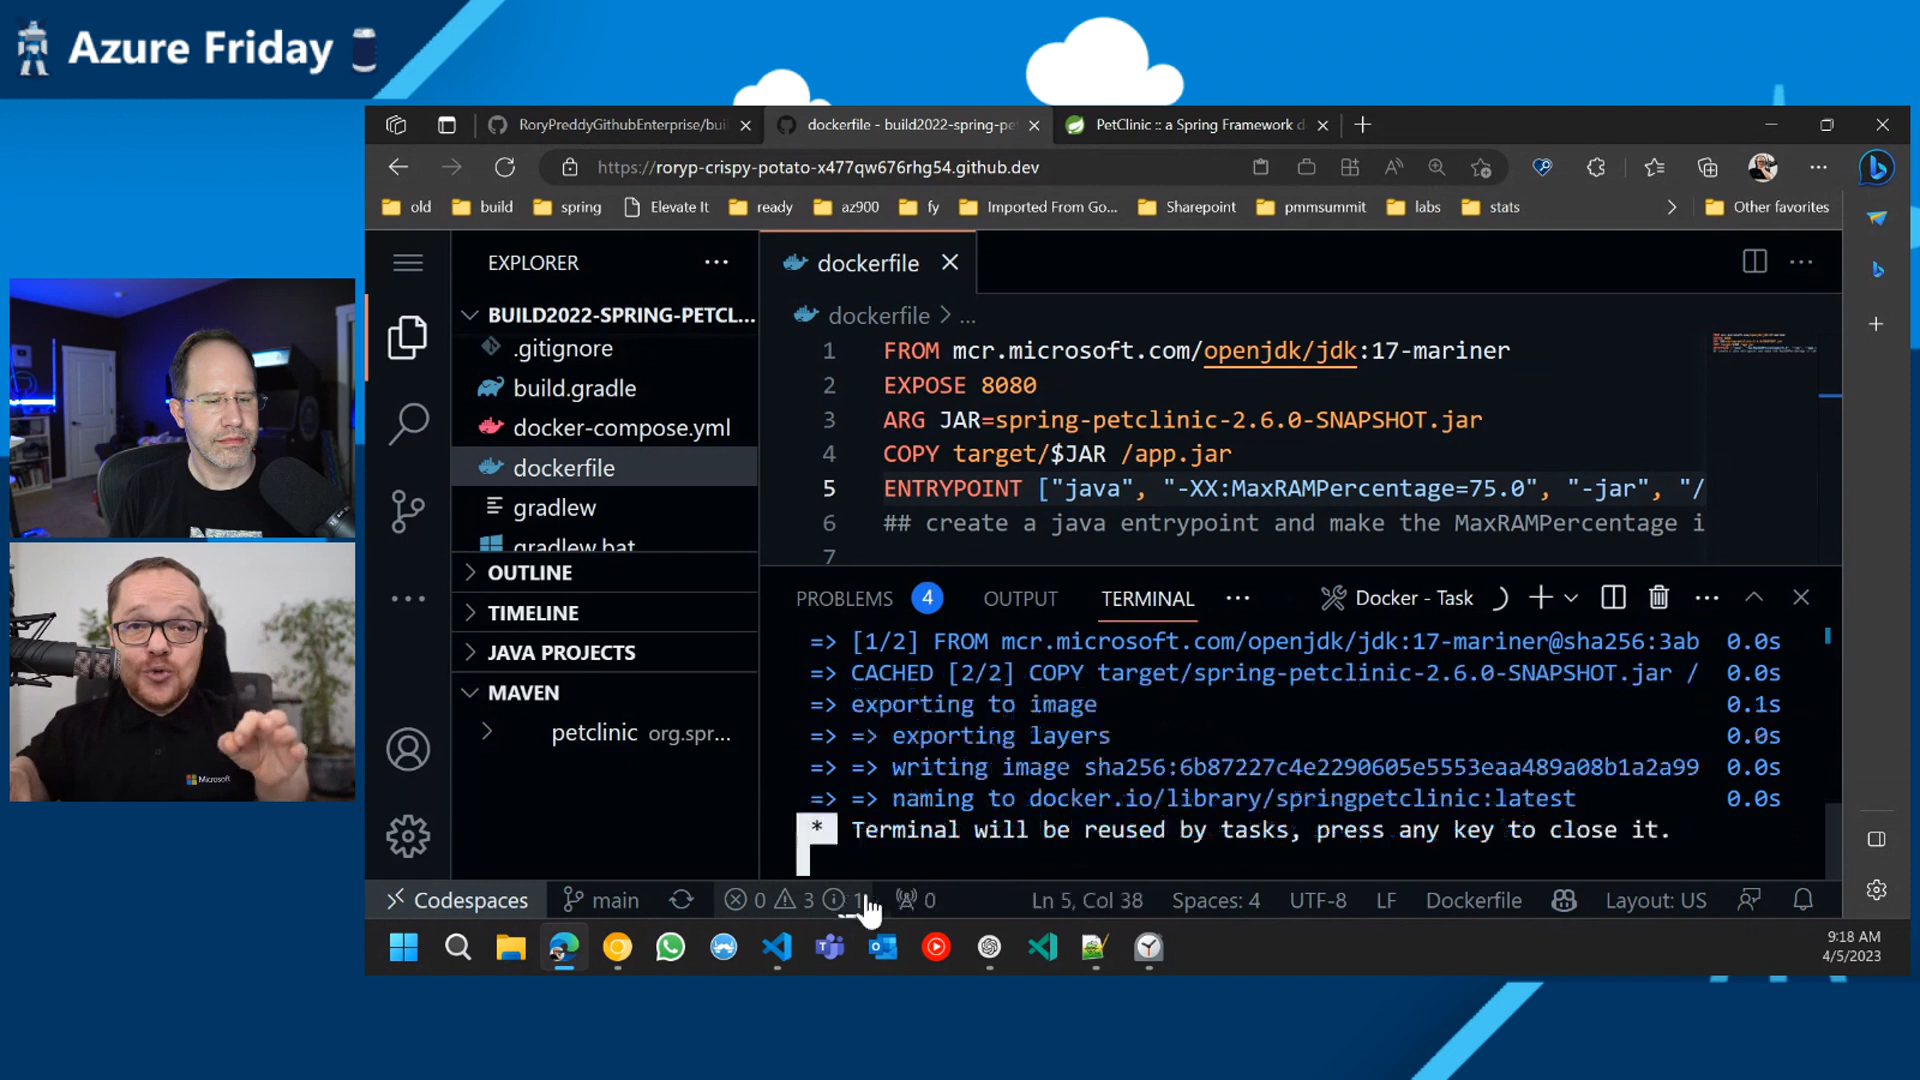 Azure Friday
RoryPreddyGithubEnterprise/bui
dockerfile - build2022-spring-pe
PetClinic :: a Spring Framework d
https://roryp-crispy-potato-x477qw676rhg54.github.dev
old
build
spring
Elevate It
ready
az900
fy
Imported From Go...
Sharepoint
pmmsummit
labs
stats
Other favorites
EXPLORER
BUILD2022-SPRING-PETCL...
.gitignore
build.gradle
docker-compose.yml
dockerfile
gradlew
gradlew.bat
OUTLINE
TIMELINE
JAVA PROJECTS
MAVEN
petclinic org.spr...
dockerfile
dockerfile > ...
1 FROM mcr.microsoft.com/openjdk/jdk:17-mariner
2 EXPOSE 8080
3 ARG JAR=spring-petclinic-2.6.0-SNAPSHOT.jar
4 COPY target/$JAR /app.jar
5 ENTRYPOINT ["java", "-XX:MaxRAMPercentage=75.0", "-jar", "/
6 ## create a java entrypoint and make the MaxRAMPercentage i
7
PROBLEMS 4 OUTPUT TERMINAL ... Docker - Task
=> [1/2] FROM mcr.microsoft.com/openjdk/jdk:17-mariner@sha256:3ab 0.0s
=> CACHED [2/2] COPY target/spring-petclinic-2.6.0-SNAPSHOT.jar / 0.0s
=> exporting to image 0.1s
=> => exporting layers 0.0s
=> => writing image sha256:6b87227c4e2290605e5553eaa489a08b1a2a99 0.0s
=> => naming to docker.io/library/springpetclinic:latest 0.0s
* Terminal will be reused by tasks, press any key to close it.
Microsoft
Codespaces main 0 3 1 0 Ln 5, Col 38 Spaces: 4 UTF-8 LF Dockerfile Layout: US
9:18 AM
4/5/2023